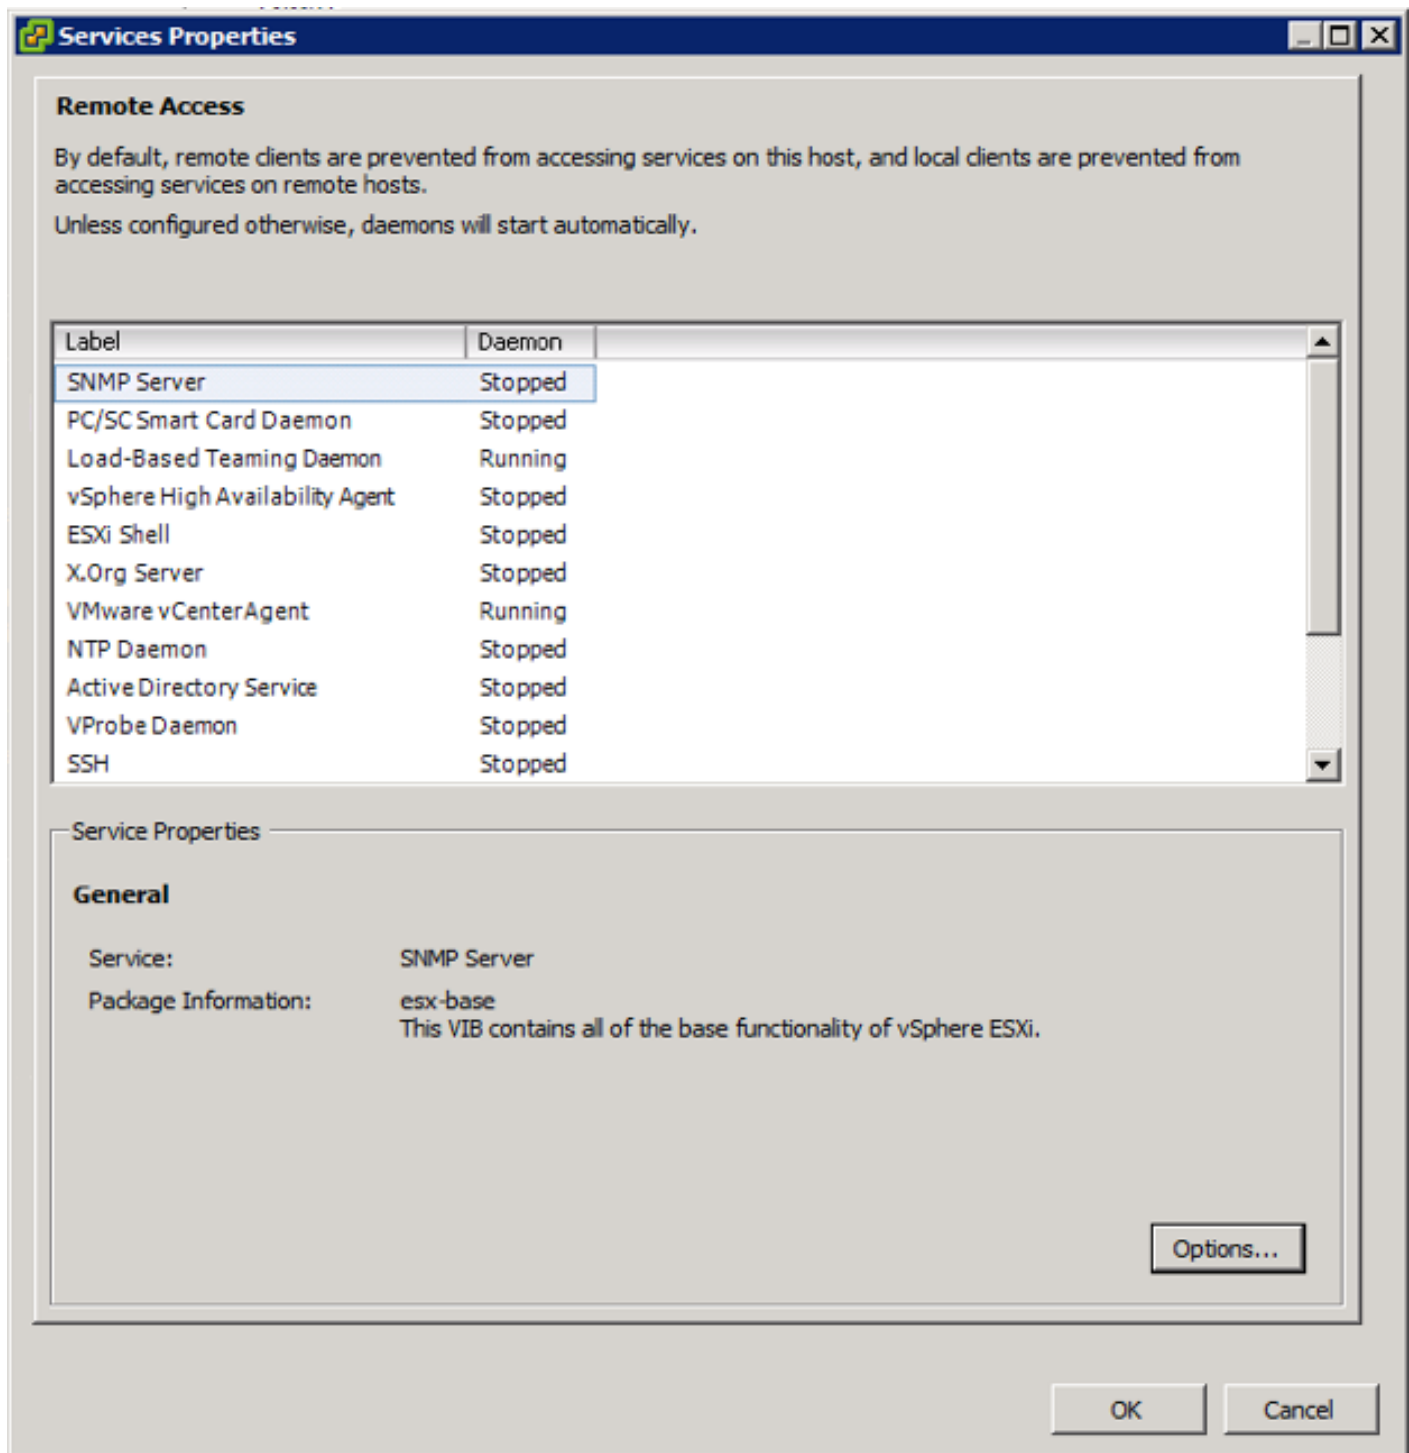 Services Properties
Remote Access
By default, remote clients are prevented from accessing services on this host, and local clients are prevented from
accessing services on remote hosts.
Unless configured otherwise, daemons will start automatically.
Label Daemon
SNMP Server Stopped
PC/SC Smart Card Daemon Stopped
Load-Based Teaming Daemon Running
vSphere High Availability Agent Stopped
ESXi Shell Stopped
X.Org Server Stopped
VMware vCenter Agent Running
NTP Daemon Stopped
Active Directory Service Stopped
VProbe Daemon Stopped
SSH Stopped
Service Properties
General
Service: SNMP Server
Package Information: esx-base
This VIB contains all of the base functionality of vSphere ESXi.
Options...
OK Cancel